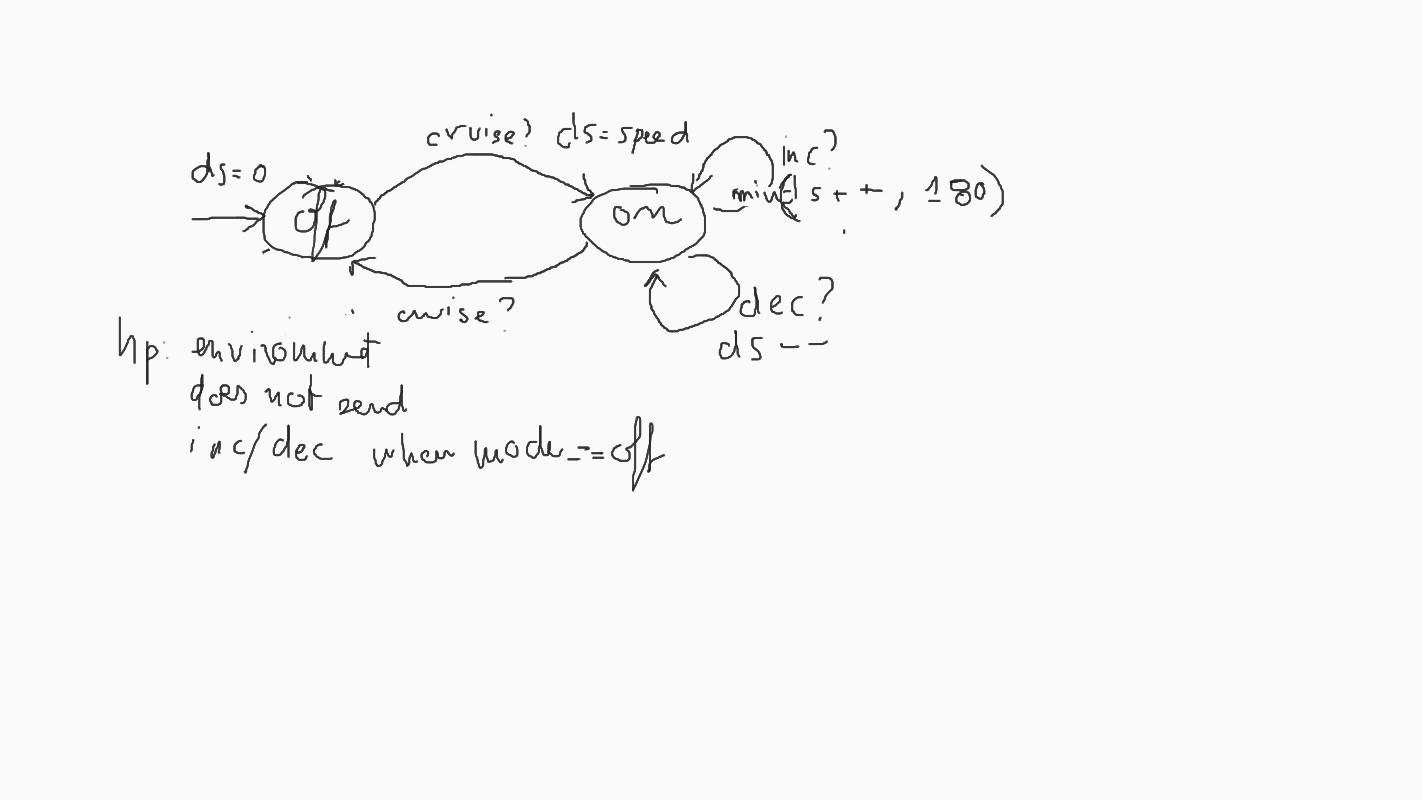 cruise? ds=speed
inc?
ds=0
min(ds++, 180)
off
on
dec?
cruise?
ds--
hp: enviroment
does not send
inc/dec when mode==off